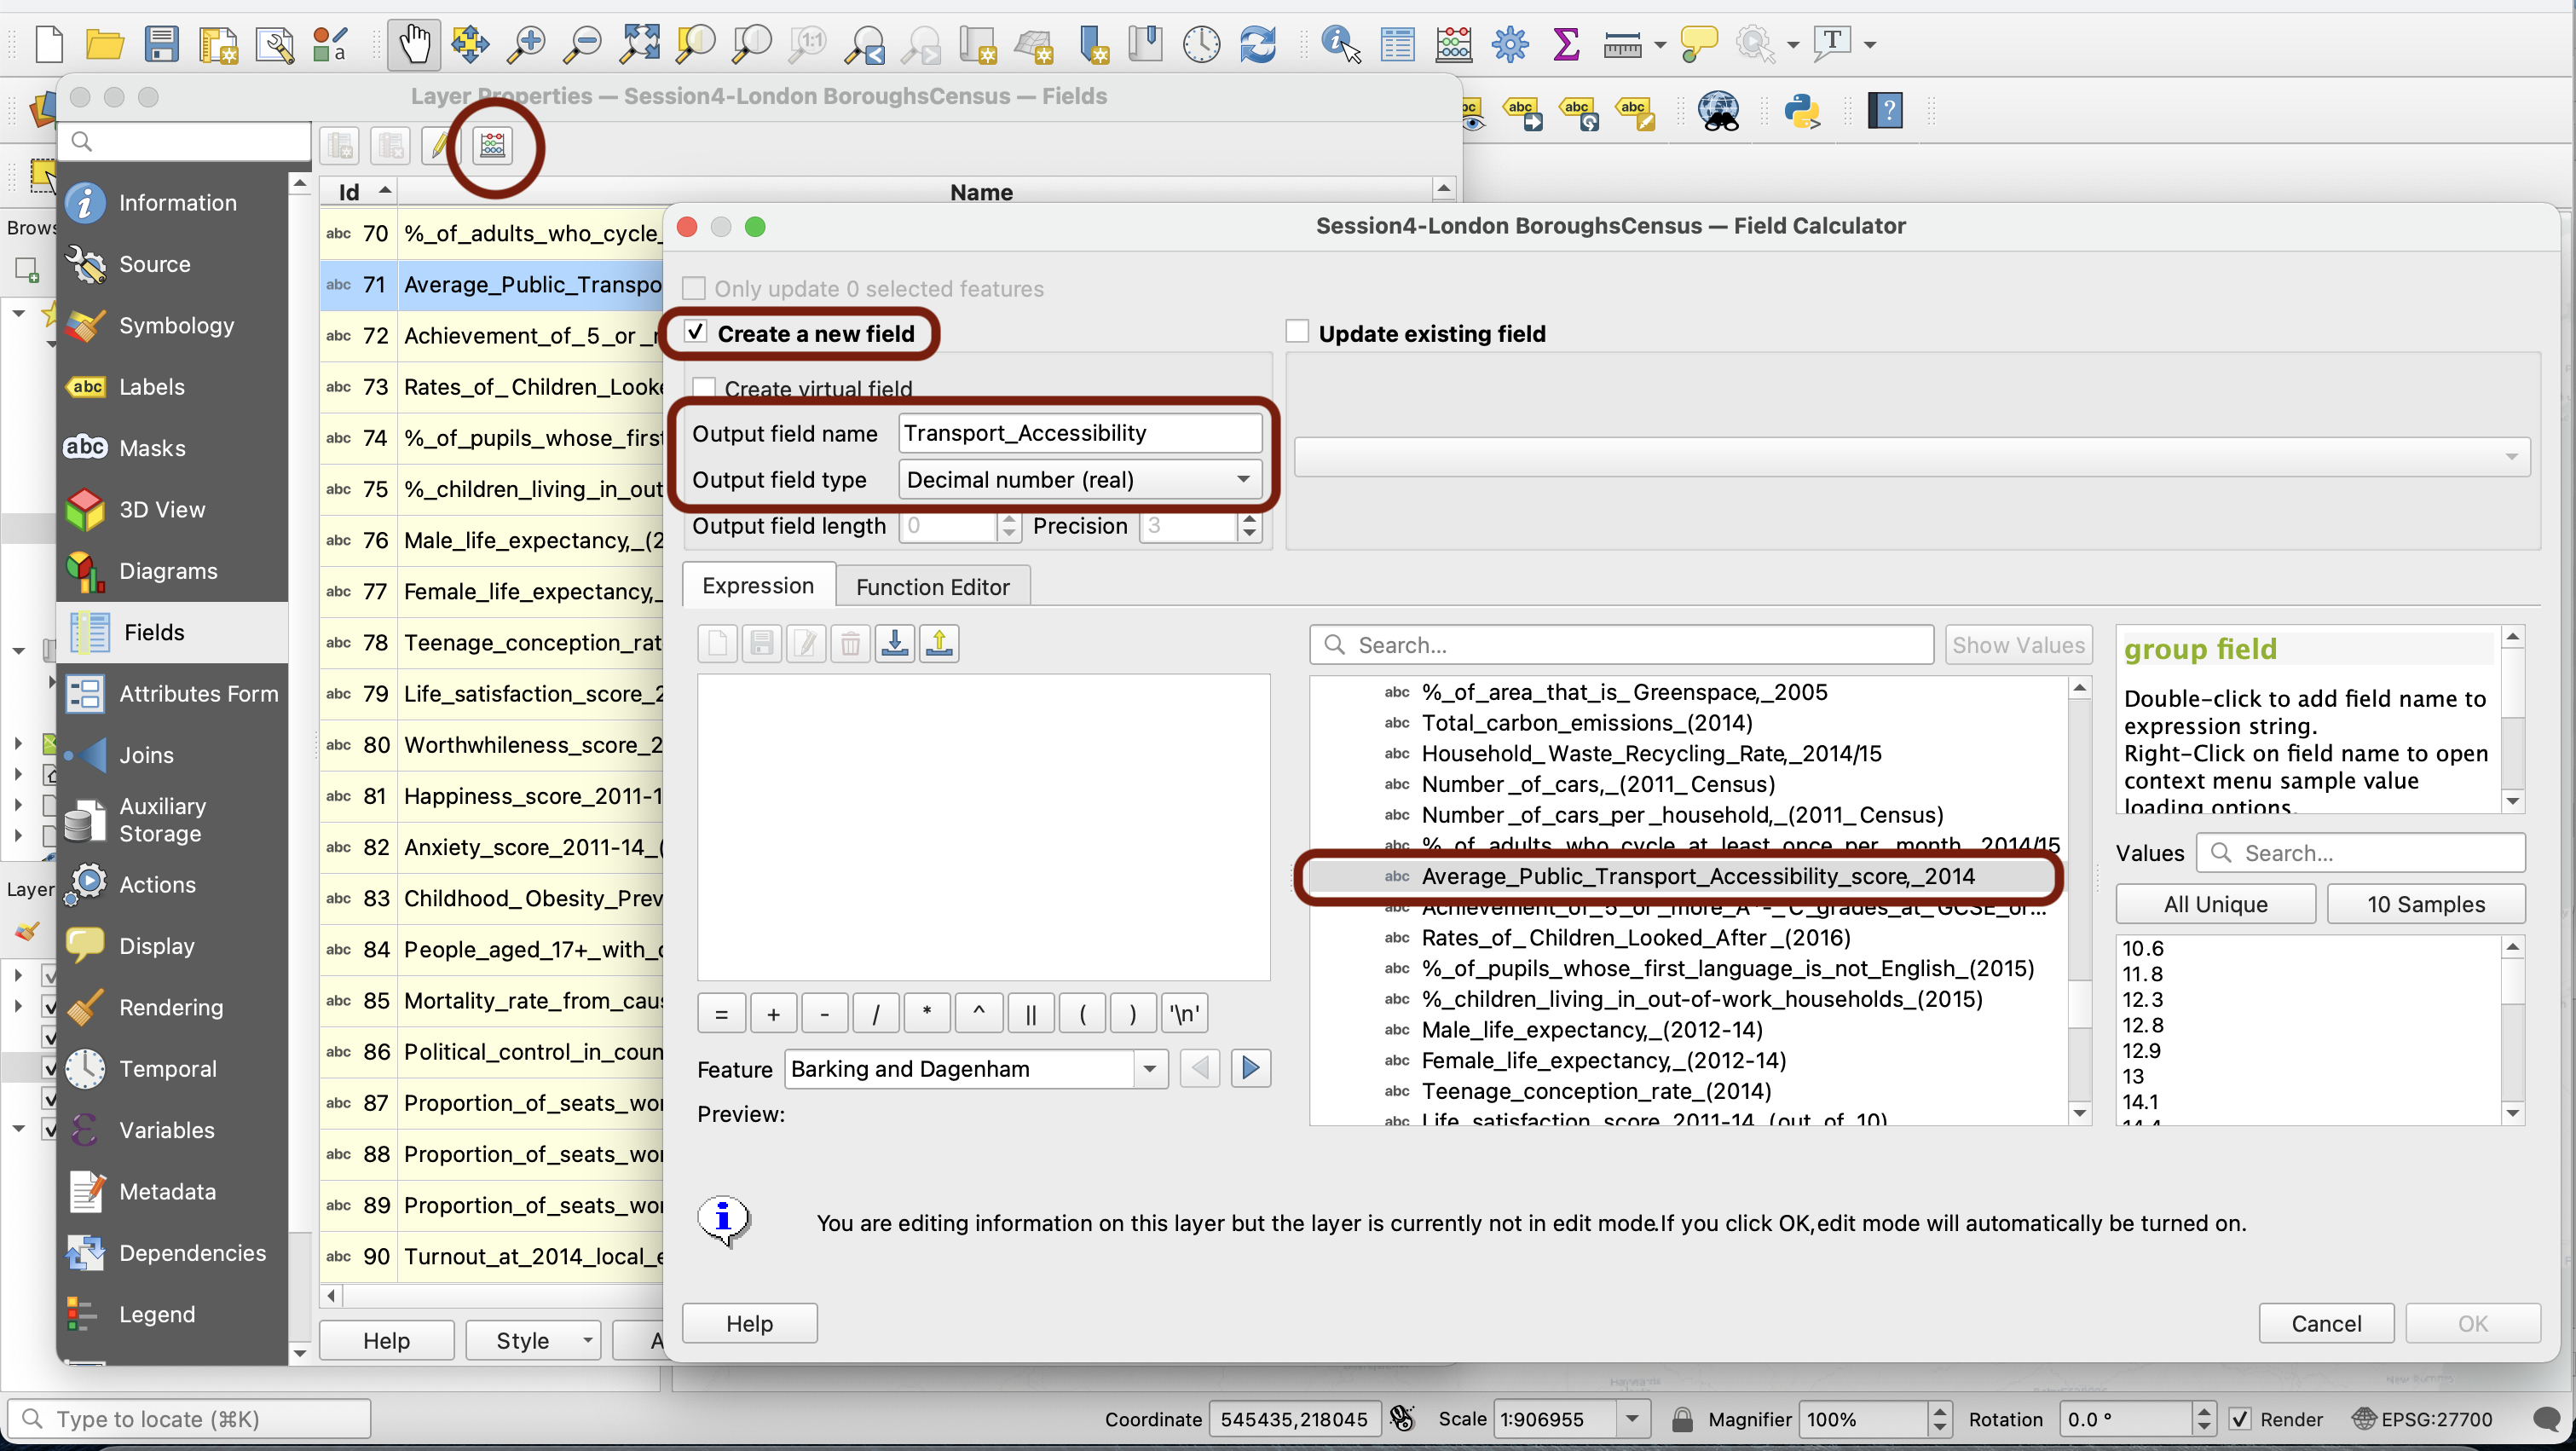 Layer Properties — Session4-London BoroughsCensus — Fields
Id
Name
Information
Source
Symbology
abc Labels
abc Masks
3D View
Diagrams
Fields
Attributes Form
Joins
Auxiliary
Storage
Actions
Display
Rendering
Temporal
Variables
Metadata
Dependencies
Legend
Brows
Layer
abc 70 %_of_adults_who_cycle_
abc 71 Average_Public_Transpo
abc 72 Achievement_of_5_or_
abc 73 Rates_of_Children_Looke
abc 74 %_of_pupils_whose_first
abc 75 %_children_living_in_out
abc 76 Male_life_expectancy,_(2
abc 77 Female_life_expectancy,_
abc 78 Teenage_conception_rat
abc 79 Life_satisfaction_score_2
abc 80 Worthwhileness_score_2
abc 81 Happiness_score_2011-1
abc 82 Anxiety_score_2011-14_(
abc 83 Childhood_Obesity_Prev
abc 84 People_aged_17+_with_
abc 85 Mortality_rate_from_cau
abc 86 Political_control_in_coun
abc 87 Proportion_of_seats_wo
abc 88 Proportion_of_seats_wo
abc 89 Proportion_of_seats_wo
abc 90 Turnout_at_2014_local_e
Help
Style
A
Session4-London BoroughsCensus — Field Calculator
Only update 0 selected features
Create a new field
Update existing field
Create virtual field
Output field name Transport_Accessibility
Output field type Decimal number (real)
Output field length 0 Precision 3
Expression
Function Editor
Search...
Show Values
abc %_of_area_that_is_Greenspace,_2005
abc Total_carbon_emissions_(2014)
abc Household_Waste_Recycling_Rate,_2014/15
abc Number_of_cars,_(2011_Census)
abc Number_of_cars_per_household,_(2011_Census)
abc %_of_adults_who_cycle_at_least_once_per_month,_2014/15
abc Average_Public_Transport_Accessibility_score,_2014
abc Achievement_of_5_or_more_A*-_C_grades_at_GCSE_or...
abc Rates_of_Children_Looked_After_(2016)
abc %_of_pupils_whose_first_language_is_not_English_(2015)
abc %_children_living_in_out-of-work_households_(2015)
abc Male_life_expectancy,_(2012-14)
abc Female_life_expectancy,_(2012-14)
abc Teenage_conception_rate_(2014)
abc Life_satisfaction_score_2011-14_(out_of_10)
= + - / * ^ || ( ) '\n'
Feature Barking and Dagenham
Preview:
group field
Double-click to add field name to
expression string.
Right-Click on field name to open
context menu sample value
loading options.
Values Search...
All Unique
10 Samples
10.6
11.8
12.3
12.8
12.9
13
14.1
14.4
You are editing information on this layer but the layer is currently not in edit mode.If you click OK,edit mode will automatically be turned on.
Help
Cancel
OK
Type to locate (⌘K)
Coordinate 545435,218045
Scale 1:906955
Magnifier 100%
Rotation 0.0 °
Render
EPSG:27700